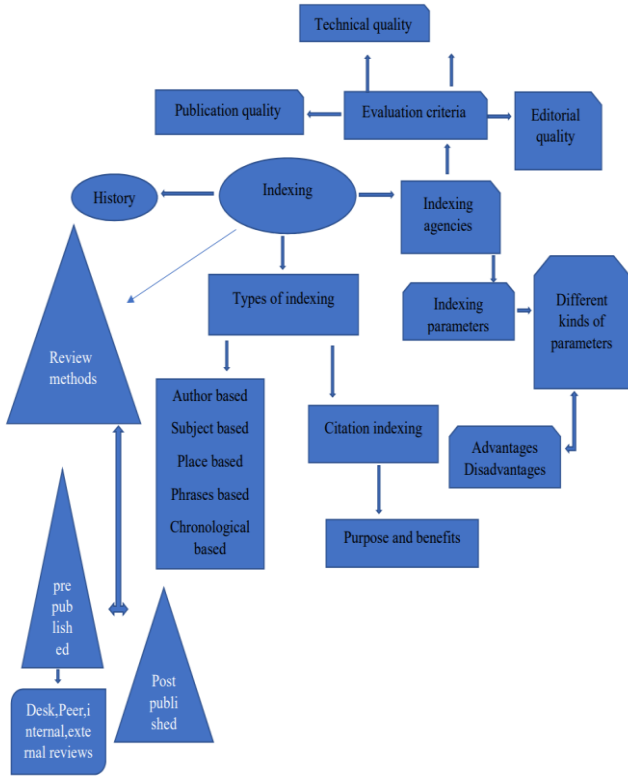 Technical quality
Publication quality
Evaluation criteria
Editorial
quality
History
Indexing
Indexing
agencies
Types of indexing
Indexing
parameters
Different
kinds of
parameters
Review
methods
Author based
Subject based
Place based
Phrases based
Chronological
based
Citation indexing
Advantages
Disadvantages
Purpose and benefits
pre
pub
lish
ed
Post
publi
shed
Desk,Peer,i
nternal,exte
rnal reviews